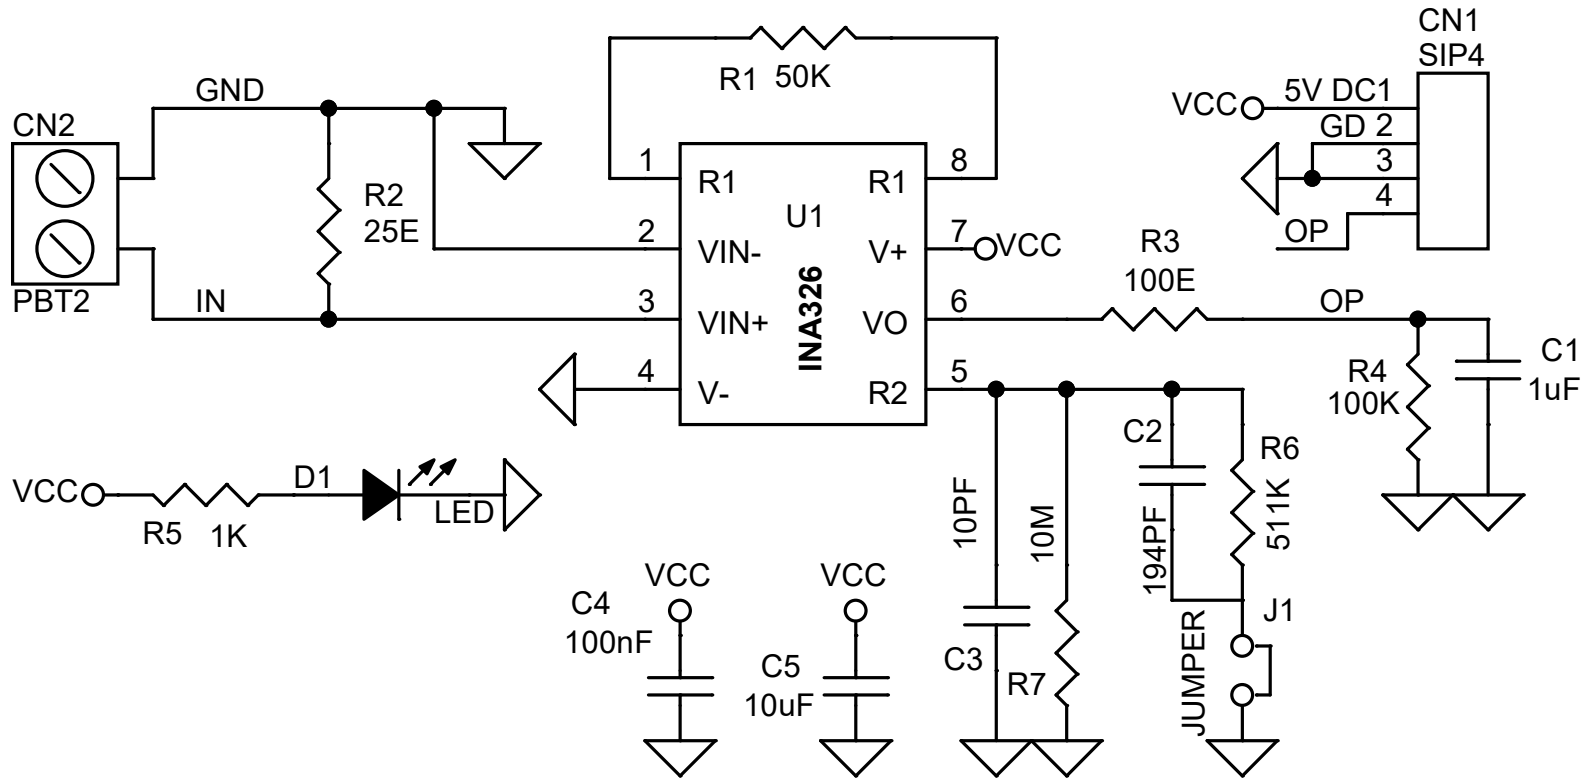 CN1
SIP4
R1 50K
GND
5V DC1
VCC
GD 2
3
4
OP
CN2
PBT2
IN
R2
25E
1
2
3
4
8
7
6
5
R1
R1
VIN-
V+
VIN+
VO
V-
R2
U1
INA326
VCC
R3
100E
OP
R4
100K
C1
1uF
VCC
R5 1K
D1
LED
C2
194PF
R6
511K
10PF
C3
10M
R7
JUMPER
J1
VCC
C4
100nF
VCC
C5
10uF